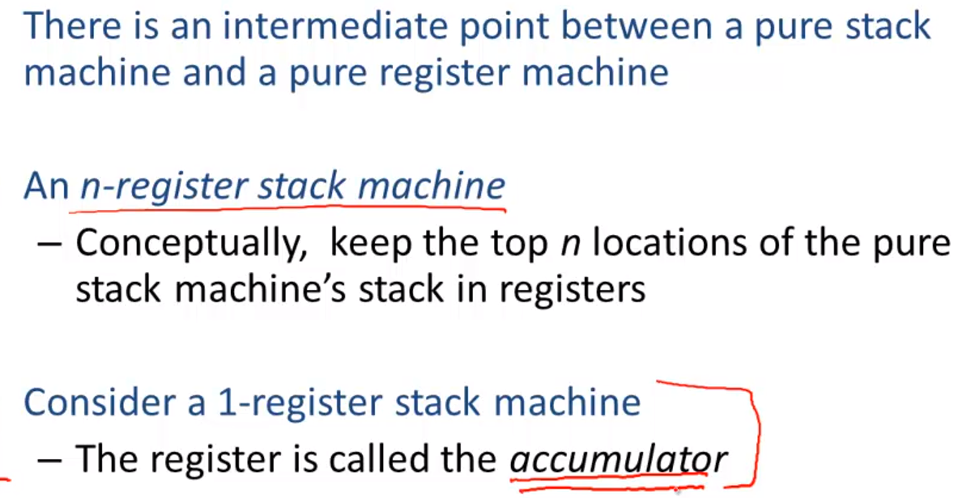 There is an intermediate point between a pure stack
machine and a pure register machine
An n-register stack machine
– Conceptually, keep the top n locations of the pure
stack machine's stack in registers
Consider a 1-register stack machine
– The register is called the accumulator